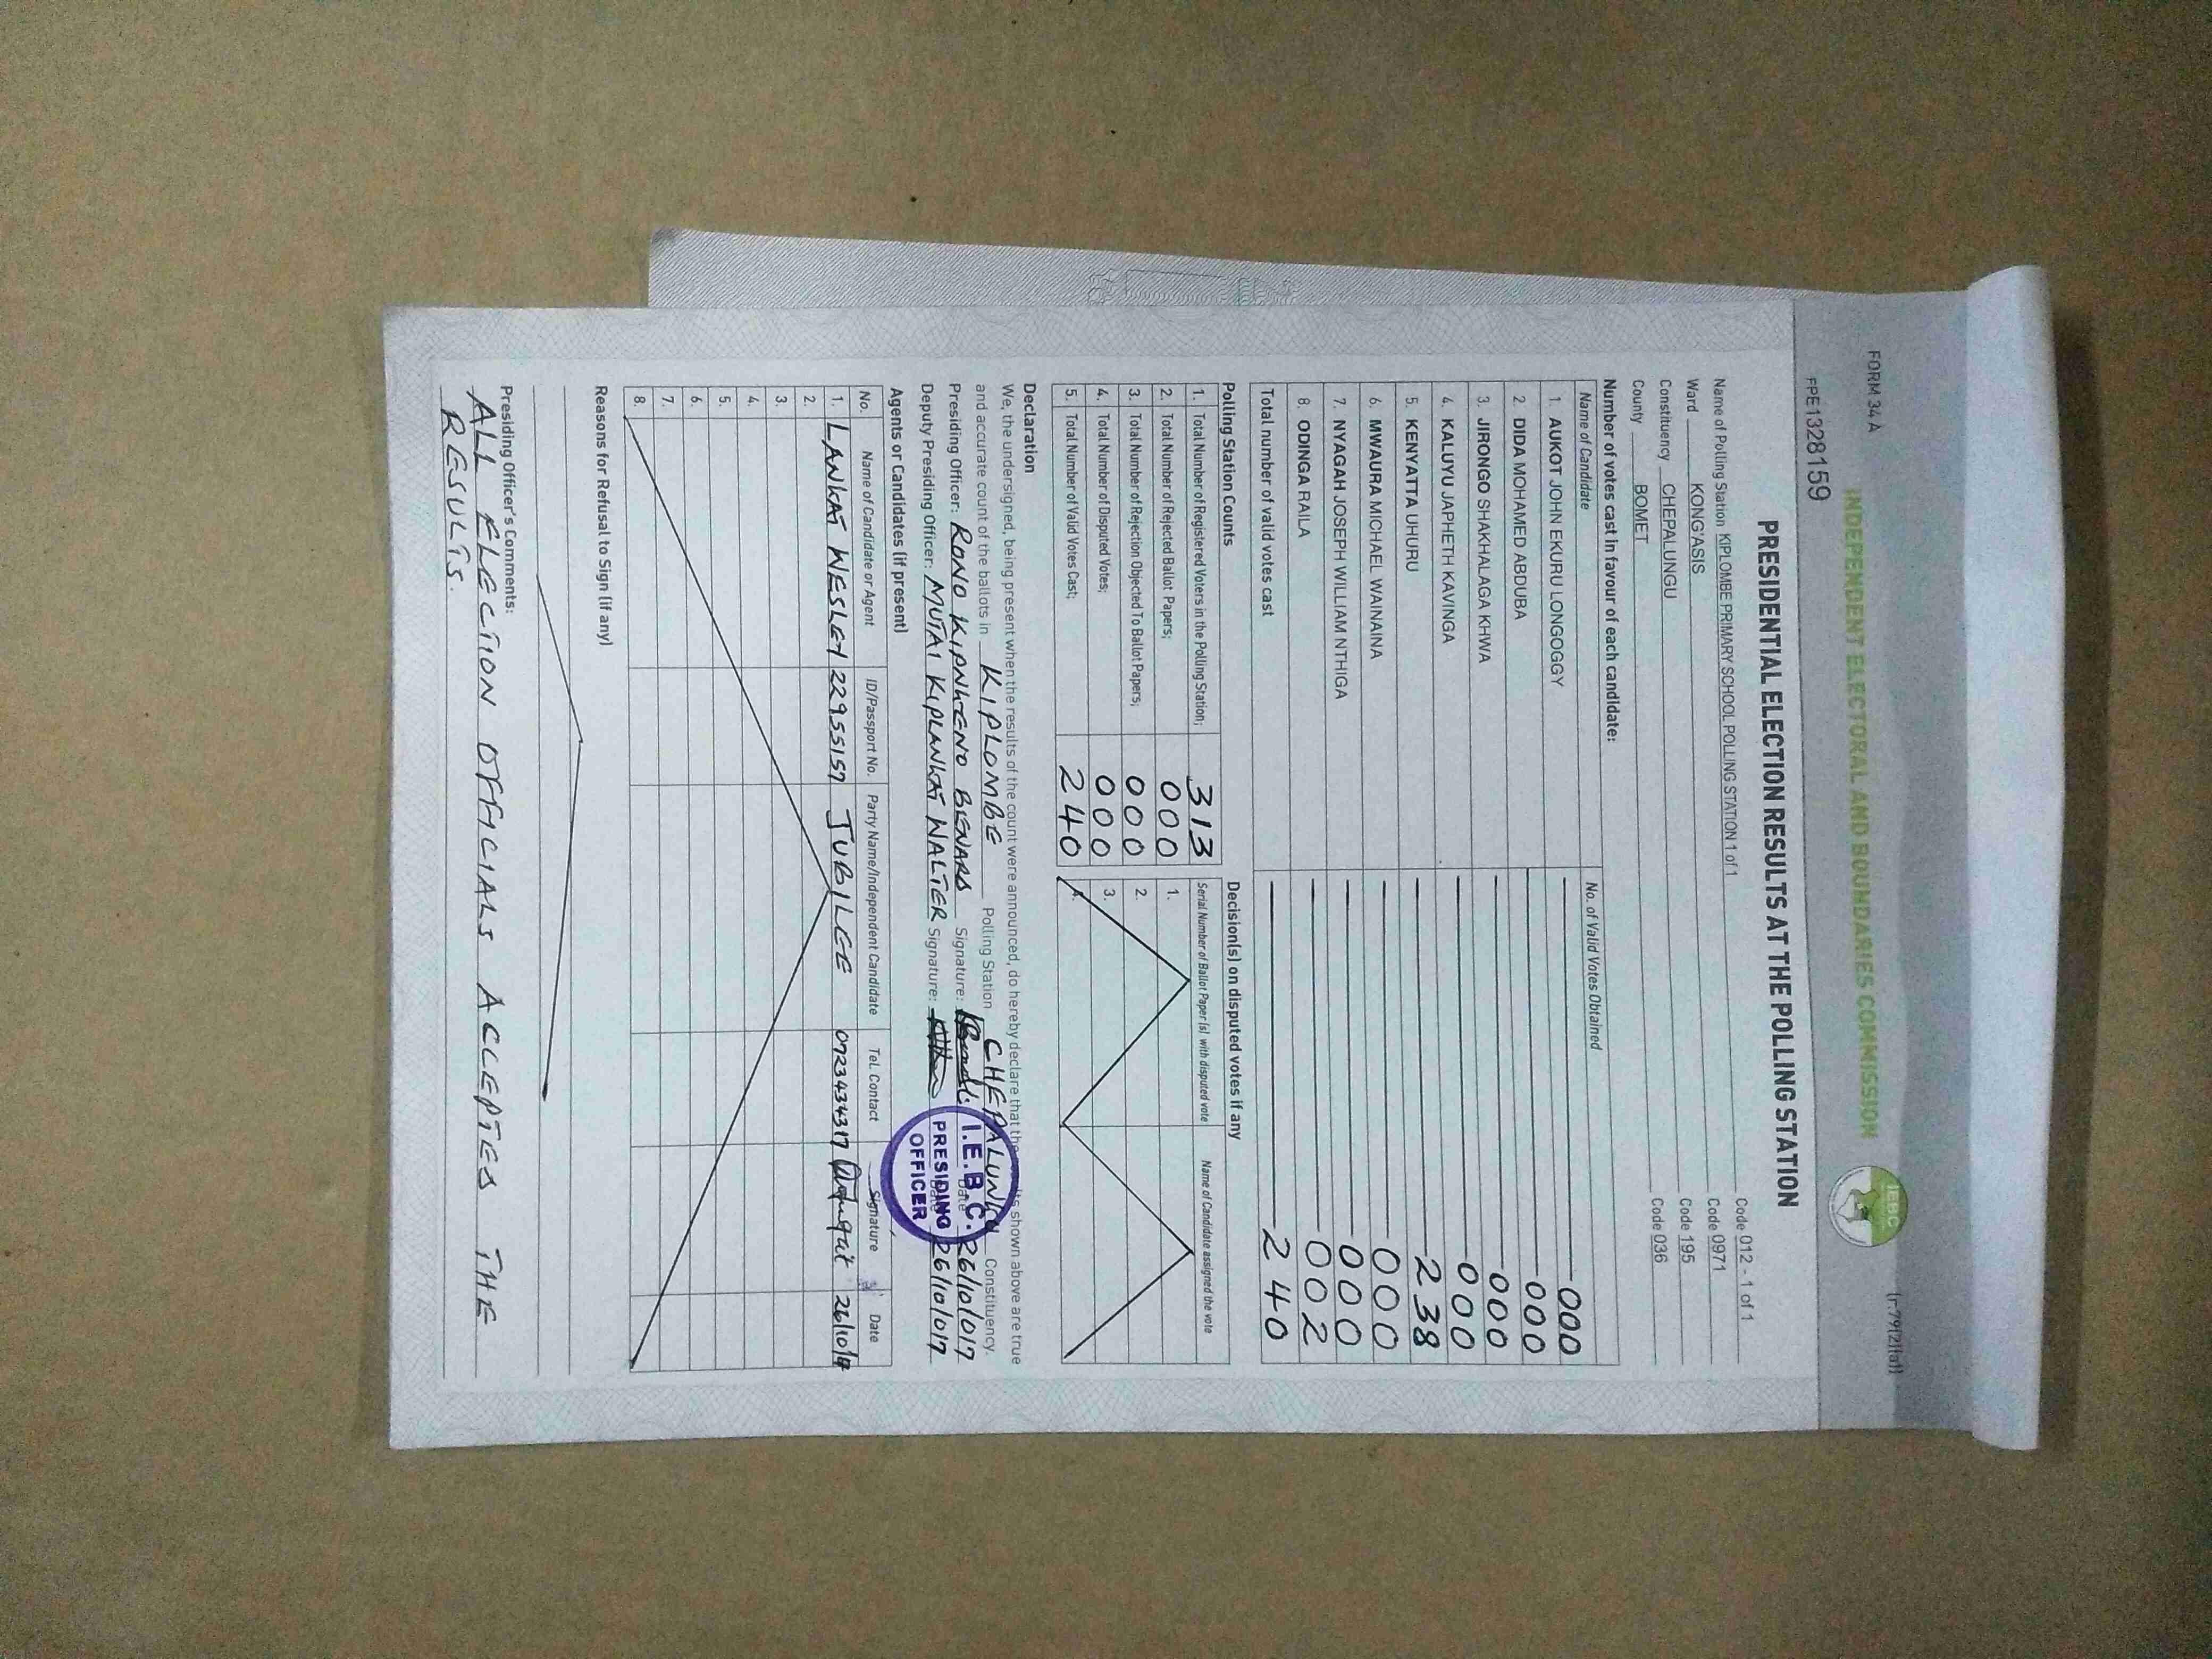 FORM 34 A
(r.79(2)(a))
INDEPENDENT ELECTORAL AND BOUNDARIES COMMISSION
IEBC
PPE1328159
PRESIDENTIAL ELECTION RESULTS AT THE POLLING STATION
Name of Polling Station KIPLOMBE PRIMARY SCHOOL POLLING STATION 1 of 1 Code 012 - 1 of 1
Ward KONG'ASIS Code 0971
Constituency CHEPALUNGU Code 195
County BOMET Code 036
Number of votes cast in favour of each candidate:
Name of Candidate No. of Valid Votes Obtained
1. AUKOT JOHN EKURU LONGOGGY 000
2. DIDA MOHAMED ABDUBA 000
3. JIRONGO SHAKHALAGA KHWA 000
4. KALUYU JAPHETH KAVINGA 000
5. KENYATTA UHURU 238
6. MWAURA MICHAEL WAINAINA 000
7. NYAGAH JOSEPH WILLIAM NTHIGA 000
8. ODINGA RAILA 002
Total number of valid votes cast 240
Polling Station Counts
1. Total Number of Registered Voters in the Polling Station; 313
2. Total Number of Rejected Ballot Papers; 000
3. Total Number of Rejection Objected To Ballot Papers; 000
4. Total Number of Disputed Votes; 000
5. Total Number of Valid Votes Cast; 240
Decision(s) on disputed votes if any
Serial Number of Ballot Paper (s) with disputed vote Name of Candidate assigned the vote
1.
2.
3.
4.
Declaration
We, the undersigned, being present when the results of the count were announced, do hereby declare that the results shown above are true
and accurate count of the ballots in KIPLOMBE Polling Station CHEPALUNGU Constituency.
Presiding Officer: RONO KIPNGENO Signature: Date 26/10/017
Deputy Presiding Officer: MUTAI KIPLANGAT WALTER Signature: Date 26/10/017
I.E.B.C.
PRESIDING
OFFICER
Agents or Candidates (if present)
No. Name of Candidate or Agent ID/Passport No. Party Name/Independent Candidate Tel. Contact Signature Date
1. LANGAT WESLEY 22955157 JUBILEE 0723434317 26/10/17
2.
3.
4.
5.
6.
7.
8.
Reasons for Refusal to Sign (if any)
Presiding Officer's Comments:
ALL ELECTION OFFICIALS ACCEPTED THE
RESULTS.